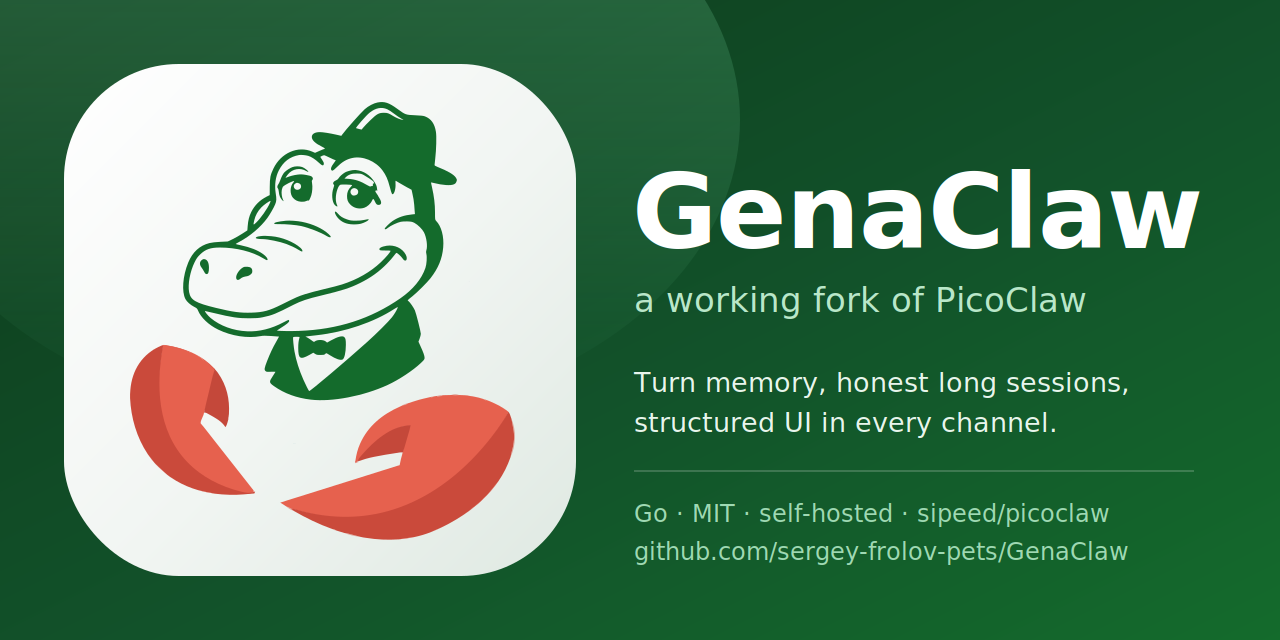 GenaClaw
a working fork of PicoClaw
Turn memory, honest long sessions,
structured UI in every channel.
Go · MIT · self-hosted · sipeed/picoclaw
github.com/sergey-frolov-pets/GenaClaw